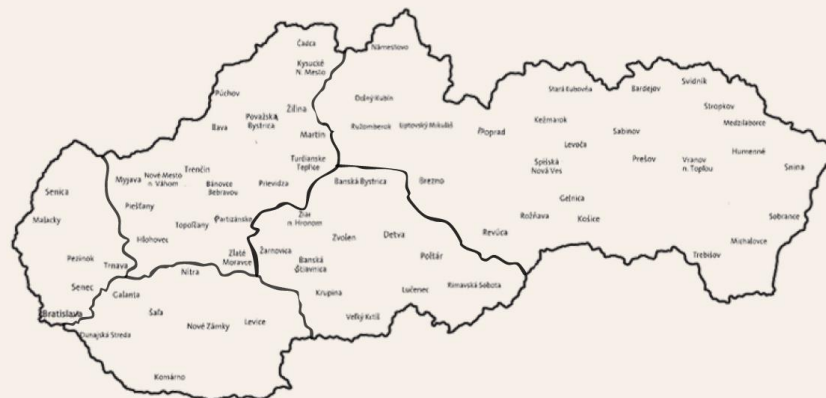 Čadca
Námestovo
Kysucké
N. Mesto
Stará Ľubovňa
Bardejov
Svidník
Púchov
Dolný Kubín
Kežmarok
Stropkov
Žilina
Považská
Bystrica
Medzilaborce
Ilava
Ružomberok
Liptovský Mikuláš
Poprad
Sabinov
Martin
Levoča
Humenné
Trenčín
Turčianske
Teplice
Spišská
Nová Ves
Prešov
Vranov
n. Topľou
Snina
Myjava
Nové Mesto
n. Váhom
Bánovce
Bebravou
Prievidza
Banská Bystrica
Brezno
Senica
Gelnica
Piešťany
Malacky
Topoľčany
Partizánske
Žiar
n. Hronom
Rožňava
Košice
Sobrance
Hlohovec
Zvolen
Detva
Revúca
Michalovce
Pezinok
Trnava
Zlaté
Moravce
Žarnovica
Banská
Štiavnica
Poltár
Trebišov
Nitra
Senec
Galanta
Krupina
Lučenec
Rimavská Sobota
Bratislava
Šaľa
Nové Zámky
Levice
Veľký Krtíš
Dunajská Streda
Komárno